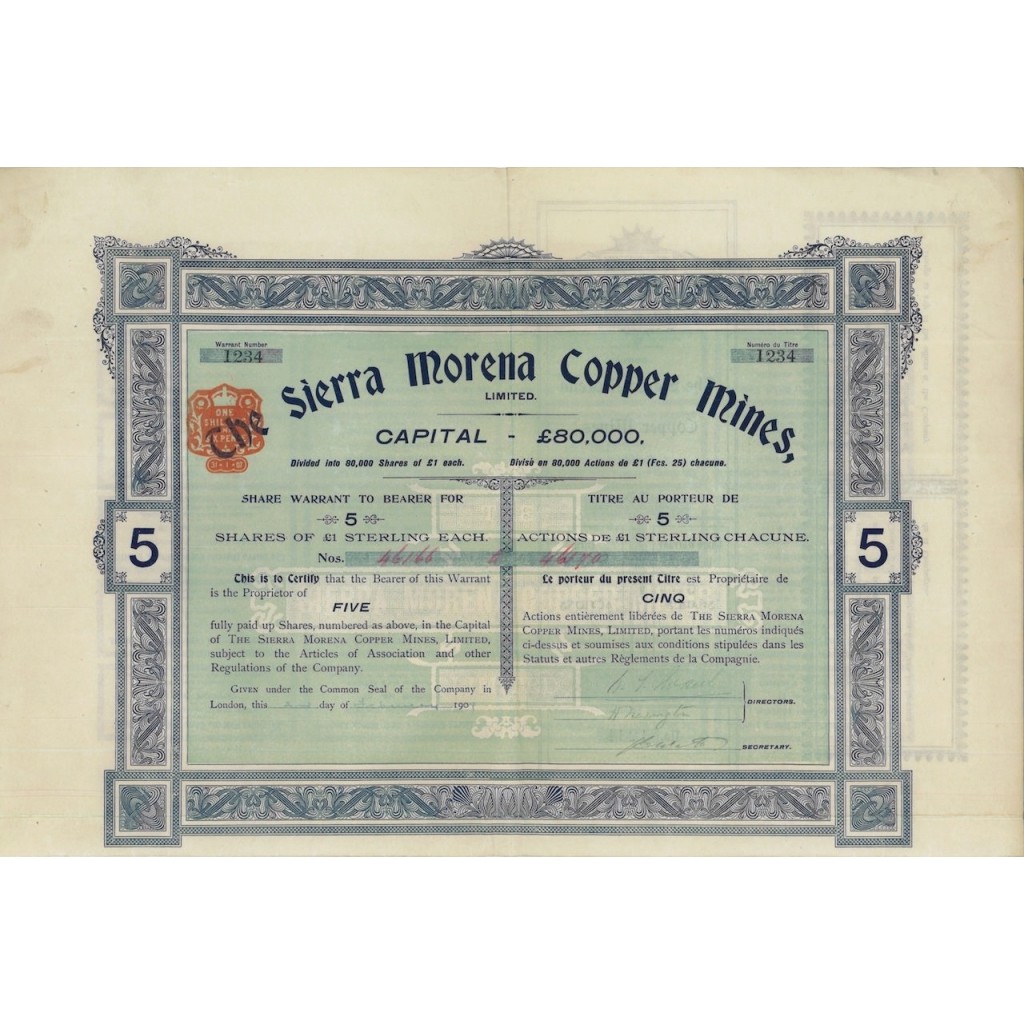 Warrant Number
1234
Numéro du Titre
1234
The Sierra Morena Copper Mines,
LIMITED.
ONE
CAPITAL - £80,000,
Divided into 80,000 Shares of £1 each.
Divisé en 80,000 Actions de £1 (Fcs. 25) chacune.
SHARE WARRANT TO BEARER FOR
5
SHARES OF £1 STERLING EACH.
TITRE AU PORTEUR DE
5
ACTIONS DE £1 STERLING CHACUNE.
Nos. 46166 to 46170
5
5
This is to Certify that the Bearer of this Warrant
is the Proprietor of
FIVE
fully paid up Shares, numbered as above, in the Capital
of THE SIERRA MORENA COPPER MINES, LIMITED,
subject to the Articles of Association and other
Regulations of the Company.
GIVEN under the Common Seal of the Company in
London, this day of 190
Le porteur du present Titre est Propriétaire de
CINQ
Actions entièrement libérées de THE SIERRA MORENA
COPPER MINES, LIMITED, portant les numéros indiqués
ci-dessus et soumises aux conditions stipulées dans les
Statuts et autres Règlements de la Compagnie.
DIRECTORS.
SECRETARY.